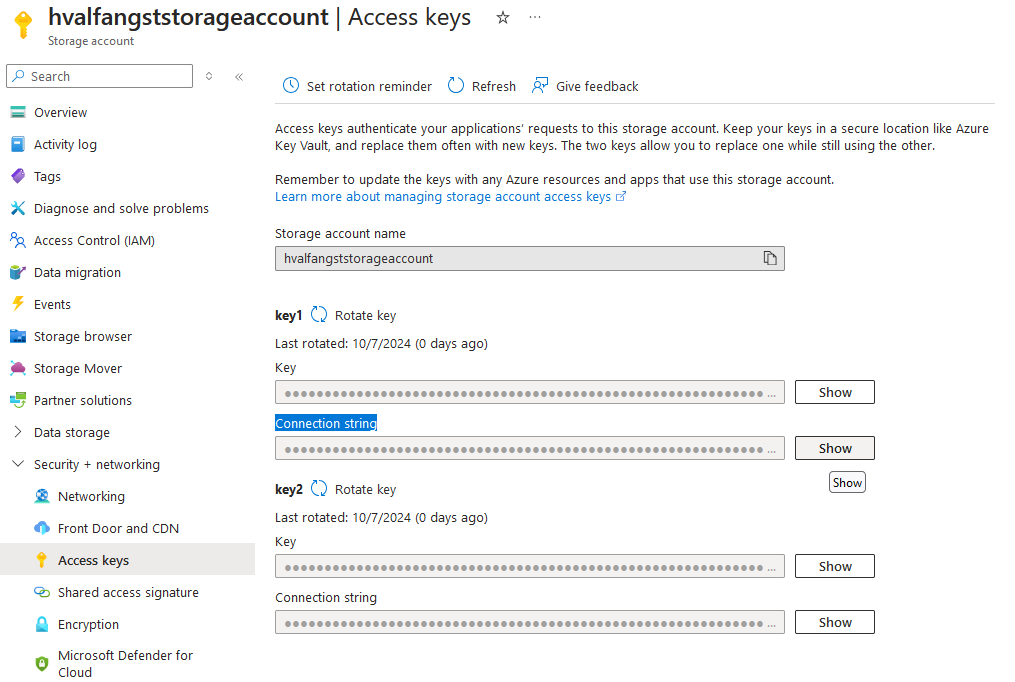 hvalfangststorageaccount | Access keys ☆ ...
Storage account
Search
Overview
Activity log
Tags
Diagnose and solve problems
Access Control (IAM)
Data migration
Events
Storage browser
Storage Mover
Partner solutions
Data storage
Security + networking
Networking
Front Door and CDN
Access keys
Shared access signature
Encryption
Microsoft Defender for
Cloud
Set rotation reminder Refresh Give feedback
Access keys authenticate your applications' requests to this storage account. Keep your keys in a secure location like Azure
Key Vault, and replace them often with new keys. The two keys allow you to replace one while still using the other.
Remember to update the keys with any Azure resources and apps that use this storage account.
Learn more about managing storage account access keys
Storage account name
hvalfangststorageaccount
key1 Rotate key
Last rotated: 10/7/2024 (0 days ago)
Key
●●●●●●●●●●●●●●●●●●●●●●●●●●●●●●●●●●●●●●●●●●●●●●●●●●●●●●●●●●●● ... Show
Connection string
●●●●●●●●●●●●●●●●●●●●●●●●●●●●●●●●●●●●●●●●●●●●●●●●●●●●●●●●●●●● ... Show
Show
key2 Rotate key
Last rotated: 10/7/2024 (0 days ago)
Key
●●●●●●●●●●●●●●●●●●●●●●●●●●●●●●●●●●●●●●●●●●●●●●●●●●●●●●●●●●●● ... Show
Connection string
●●●●●●●●●●●●●●●●●●●●●●●●●●●●●●●●●●●●●●●●●●●●●●●●●●●●●●●●●●●● ... Show